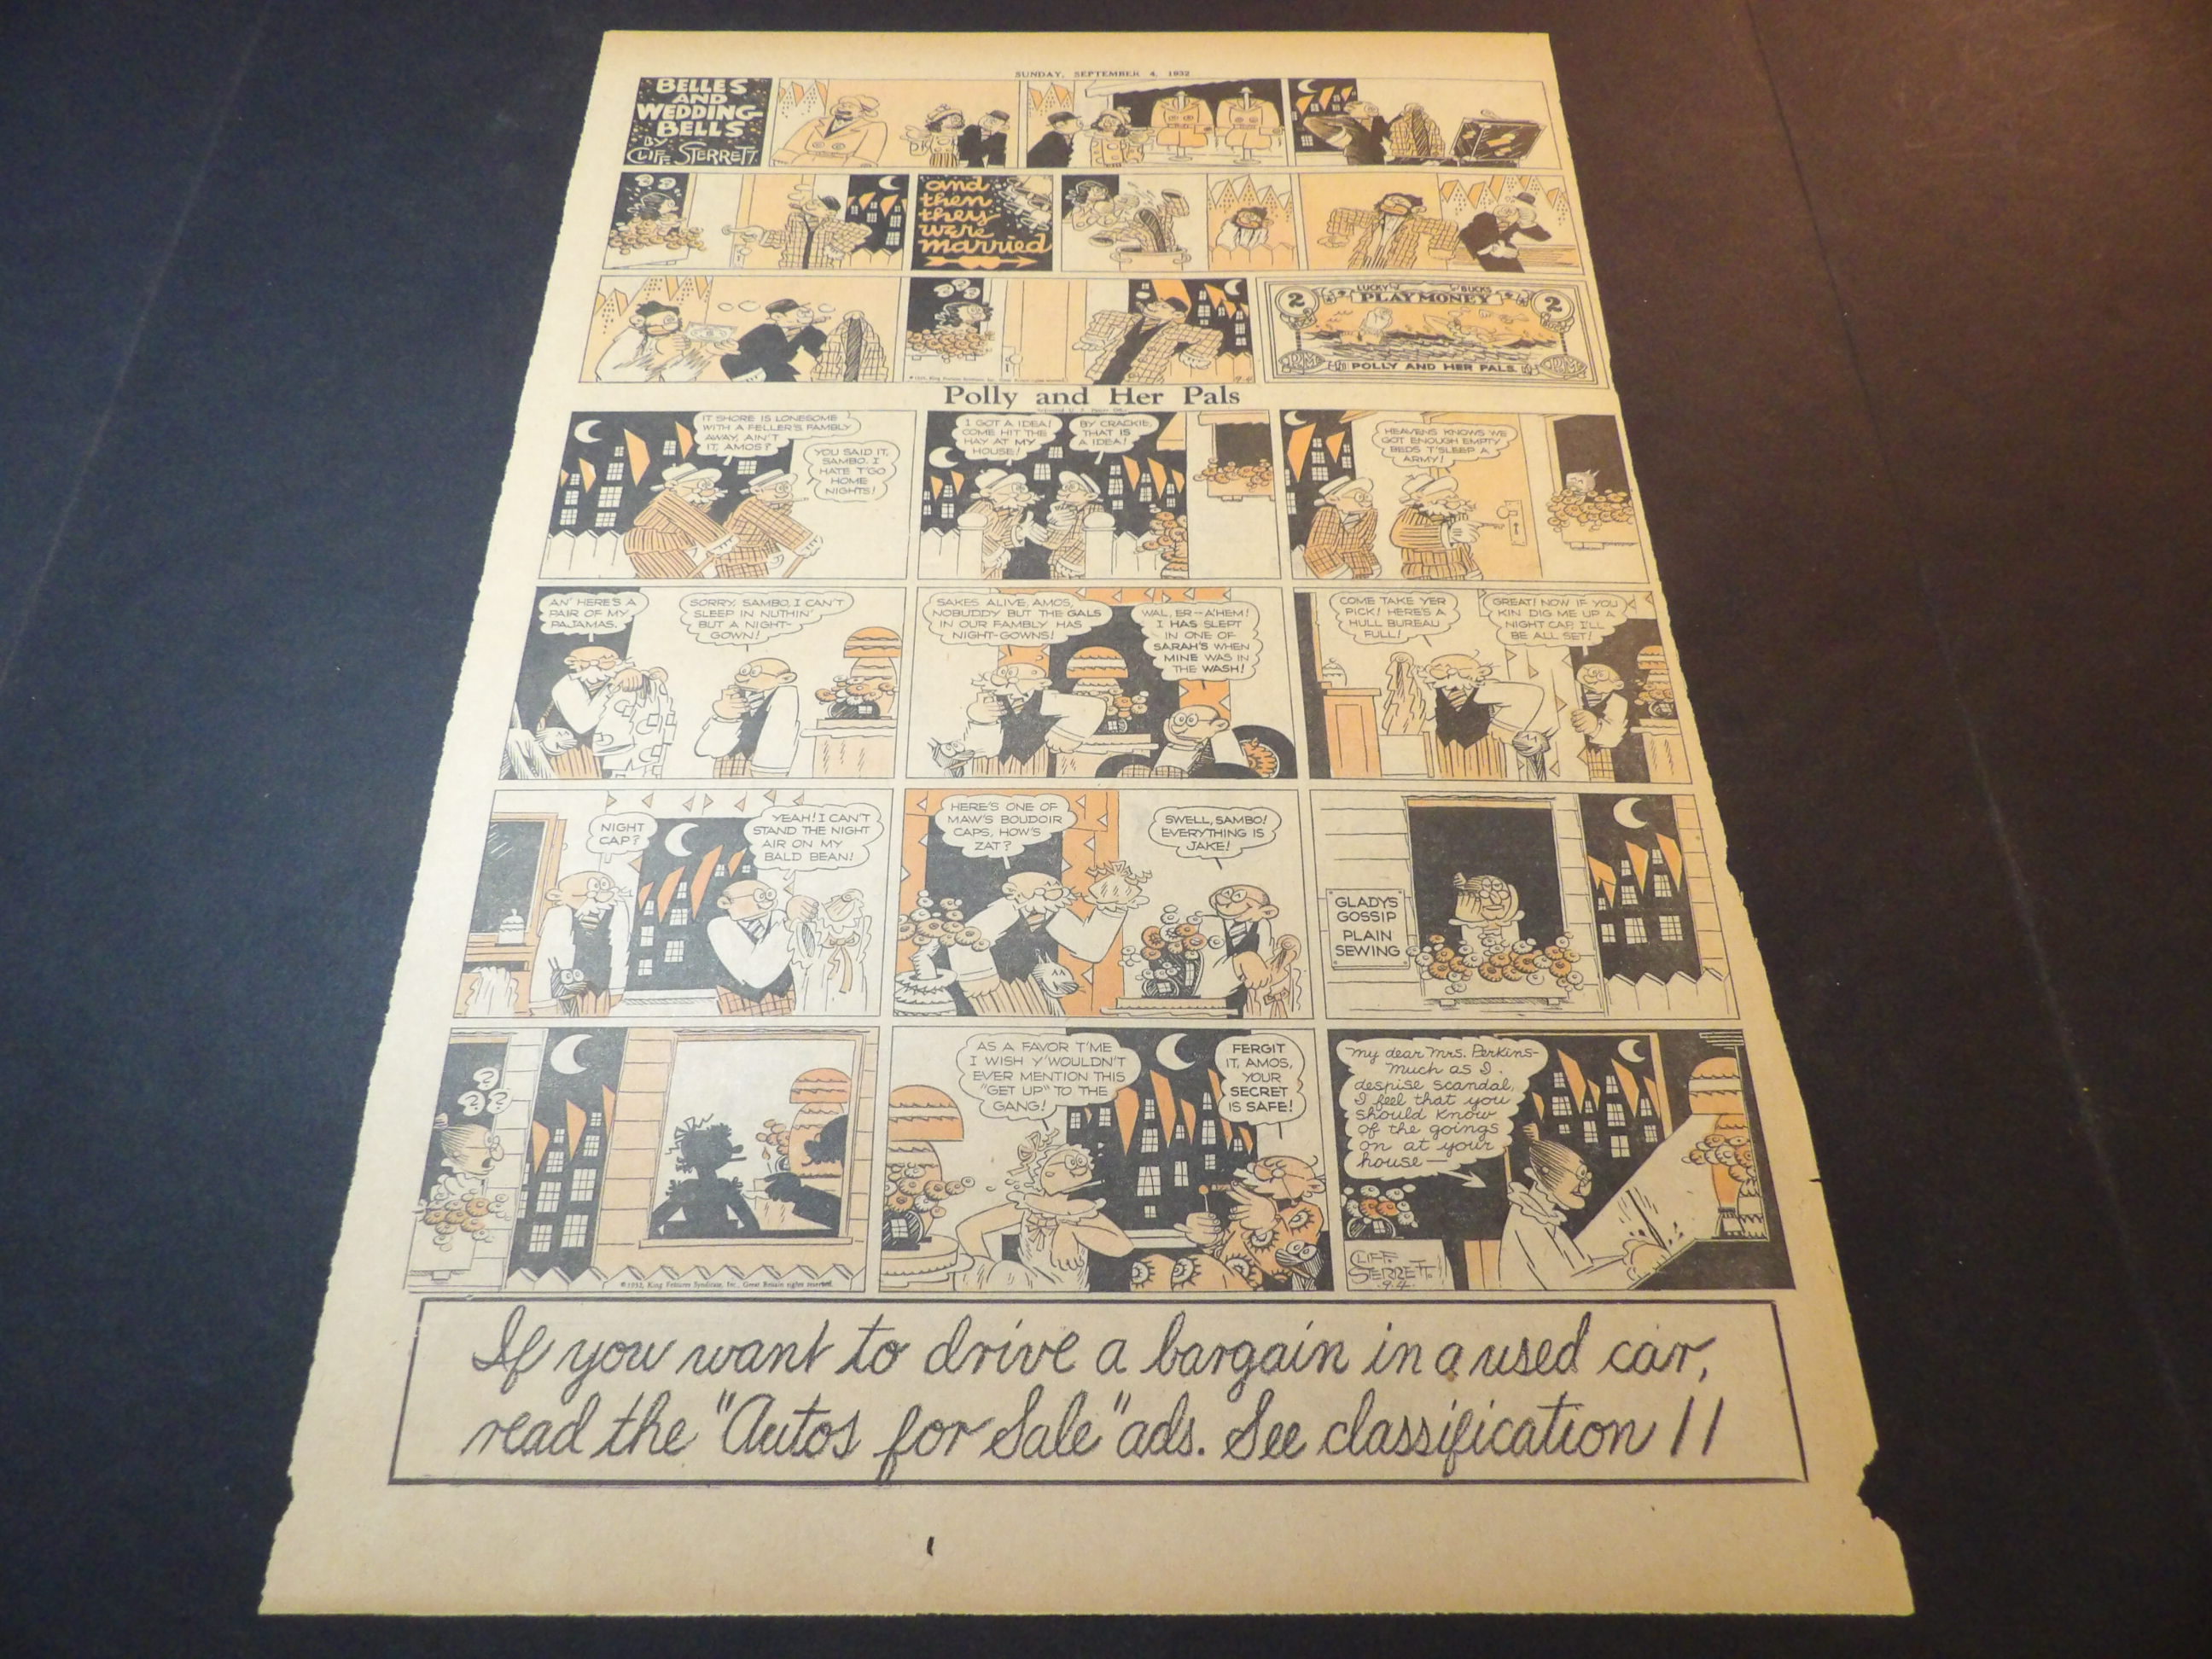 SUNDAY, SEPTEMBER 4, 1932
BELLES
AND
WEDDING
BELLS
BY
CLIFF STERRETT
? ?
and
then
they
were
married
? ? ?
2
LUCKY BUCKS
PLAY MONEY
2
POLLY AND HER PALS
Polly and Her Pals
IT SHORE IS LONESOME
WITH A FELLER'S FAMBLY
AWAY, AIN'T
IT, AMOS?
YOU SAID IT,
SAMBO. I
HATE T'GO
HOME
NIGHTS!
I GOT A IDEA!
COME HIT THE
HAY AT MY
HOUSE!
BY CRACKIE,
THAT IS
A IDEA!
HEAVENS KNOWS WE
GOT ENOUGH EMPTY
BEDS T'SLEEP A
ARMY!
AN' HERE'S A
PAIR OF MY
PAJAMAS.
SORRY, SAMBO, I CAN'T
SLEEP IN NUTHIN'
BUT A NIGHT-
GOWN!
SAKES ALIVE, AMOS,
NOBUDDY BUT THE GALS
IN OUR FAMBLY HAS
NIGHT-GOWNS!
WAL, ER—A'HEM!
I HAS SLEPT
IN ONE OF
SARAH'S WHEN
MINE WAS IN
THE WASH!
COME TAKE YER
PICK! HERE'S A
HULL BUREAU
FULL!
GREAT! NOW IF YOU
KIN DIG ME UP A
NIGHT CAP, I'LL
BE ALL SET!
NIGHT
CAP?
YEAH! I CAN'T
STAND THE NIGHT
AIR ON MY
BALD BEAN!
HERE'S ONE OF
MAW'S BOUDOIR
CAPS, HOW'S
ZAT?
SWELL, SAMBO!
EVERYTHING IS
JAKE!
GLADYS
GOSSIP
PLAIN
SEWING
? ? ?
©1932, King Features Syndicate, Inc., Great Britain rights reserved.
AS A FAVOR T'ME
I WISH Y'WOULDN'T
EVER MENTION THIS
"GET UP" TO THE
GANG!
FERGIT
IT, AMOS,
YOUR
SECRET
IS SAFE!
My dear Mrs. Perkins-
Much as I
despise scandal,
I feel that you
should know
of the goings
on at your
house—
CLIFF
STERRETT
9-4
If you want to drive a bargain in a used car,
read the "Autos for Sale" ads. See classification 11